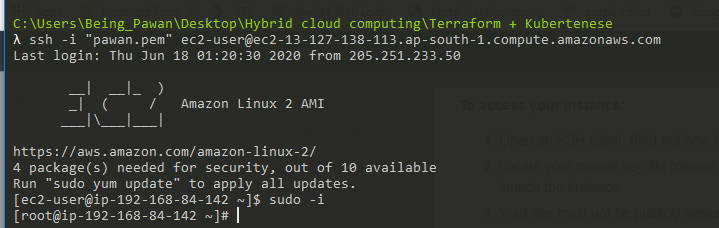 C:\Users\Being_Pawan\Desktop\Hybrid cloud computing\Terraform + Kubertenese
λ ssh -i "pawan.pem" ec2-user@ec2-13-127-138-113.ap-south-1.compute.amazonaws.com
Last login: Thu Jun 18 01:20:30 2020 from 205.251.233.50
       __|  __|_  )
       _|  (     /   Amazon Linux 2 AMI
      ___|\___|___|
https://aws.amazon.com/amazon-linux-2/
4 package(s) needed for security, out of 10 available
Run "sudo yum update" to apply all updates.
[ec2-user@ip-192-168-84-142 ~]$ sudo -i
[root@ip-192-168-84-142 ~]#
To access your instance: